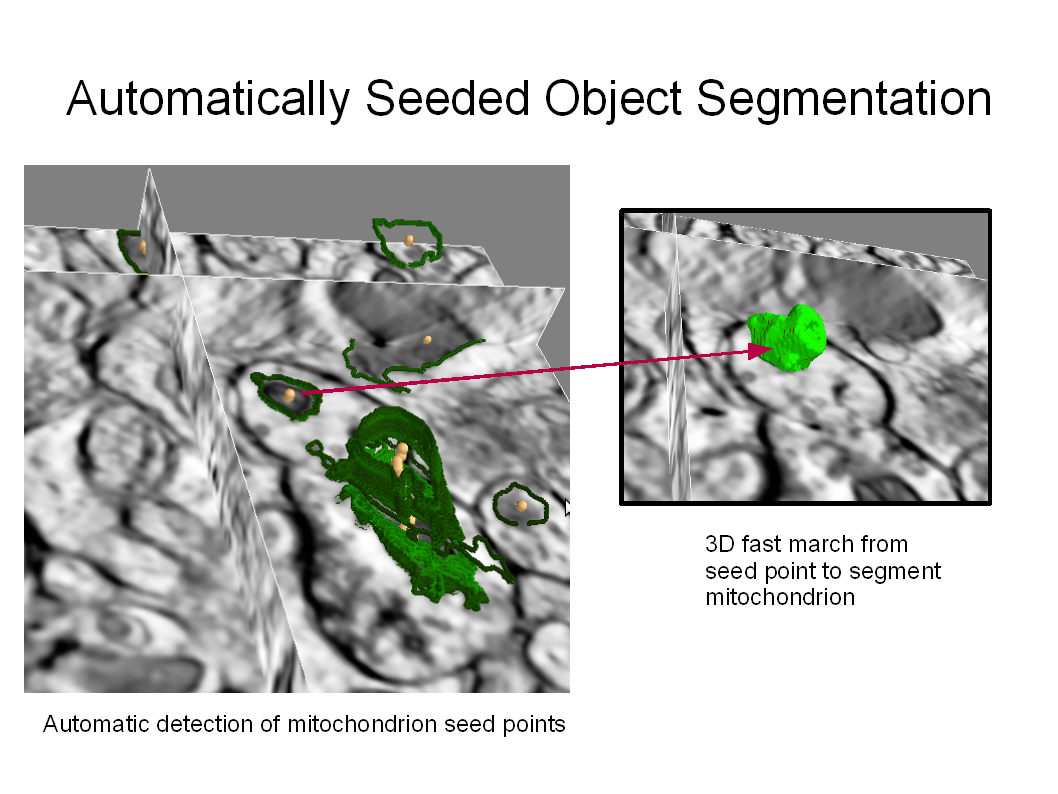 Automatically Seeded Object Segmentation
3D fast march from
seed point to segment
mitochondrion
Automatic detection of mitochondrion seed points